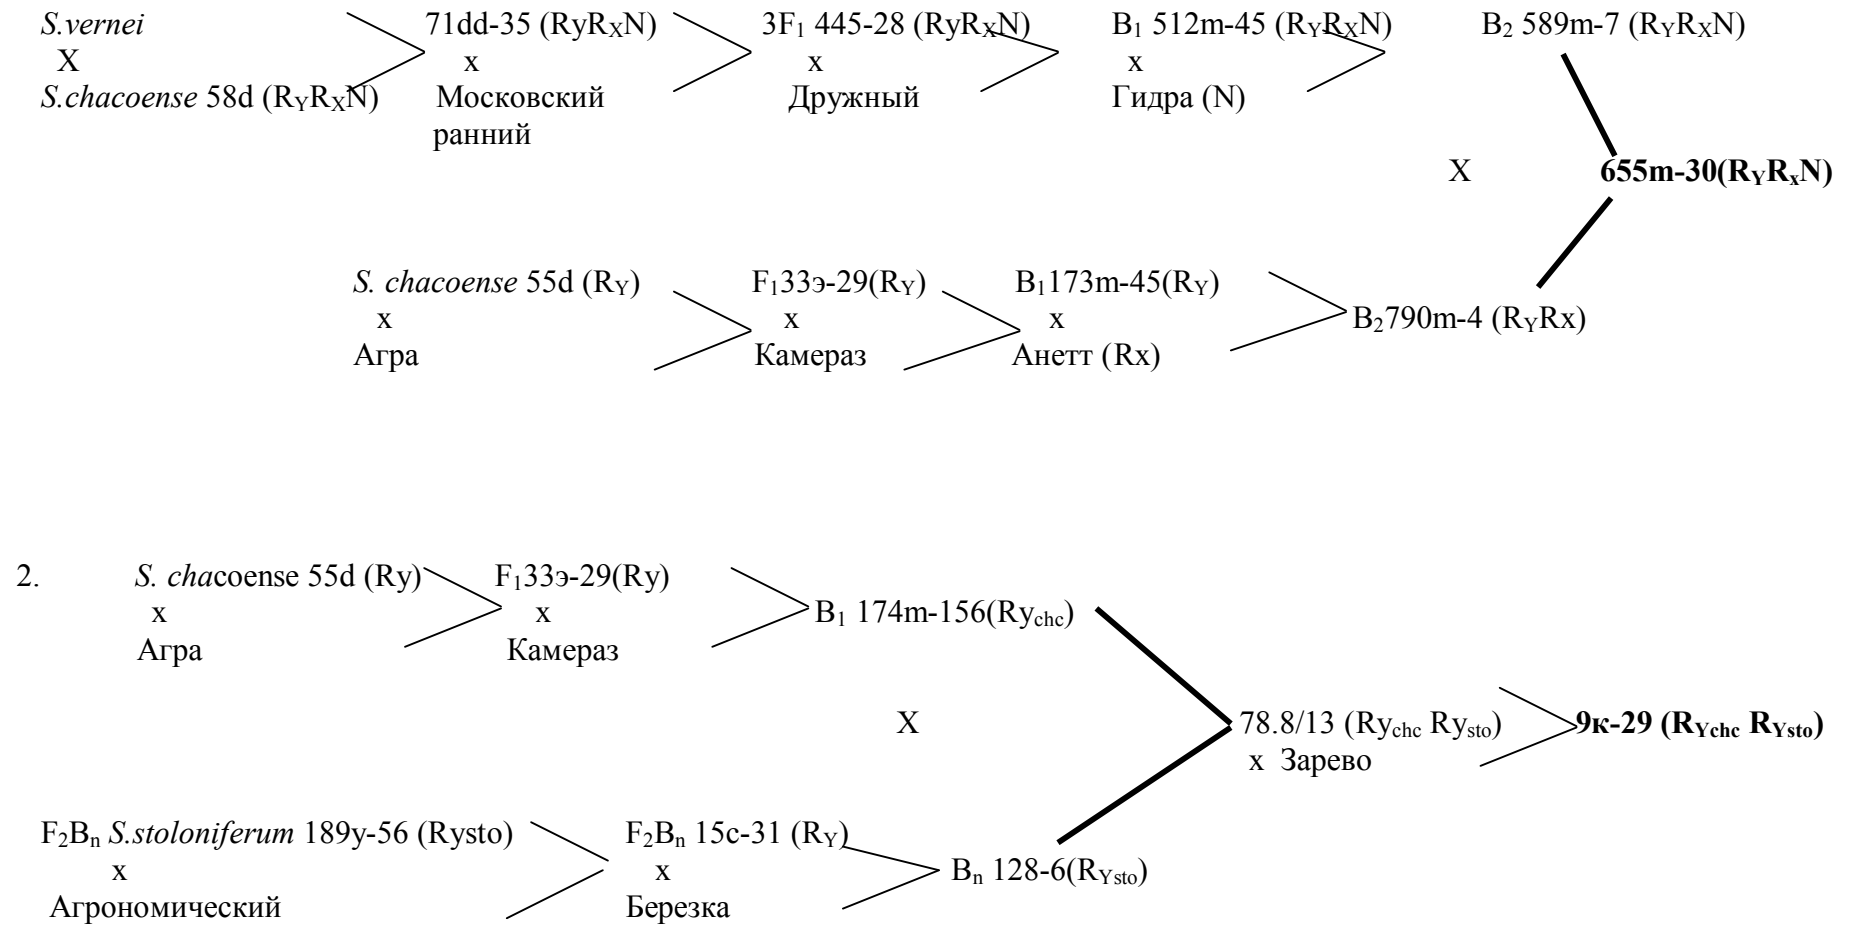 S.vernei 71dd-35 (RyRXN) 3F1 445-28 (RyRXN) B1 512m-45 (RYRXN) B2 589m-7 (RYRXN)
X x x x
S.chacoense 58d (RYRXN) Московский Дружный Гидра (N)
ранний
X 655m-30(RYRxN)
S. chacoense 55d (RY) F133э-29(RY) B1173m-45(RY)
x x x B2790m-4 (RYRx)
Агра Камераз Анетт (Rx)
2. S. chacoense 55d (Ry) F133э-29(Ry)
x x B1 174m-156(Rychc)
Агра Камераз
X 78.8/13 (Rychc Rysto) 9к-29 (RYchc RYsto)
x Зарево
F2Bn S.stoloniferum 189y-56 (Rysto) F2Bn 15c-31 (RY)
x x Bn 128-6(RYsto)
Агрономический Березка